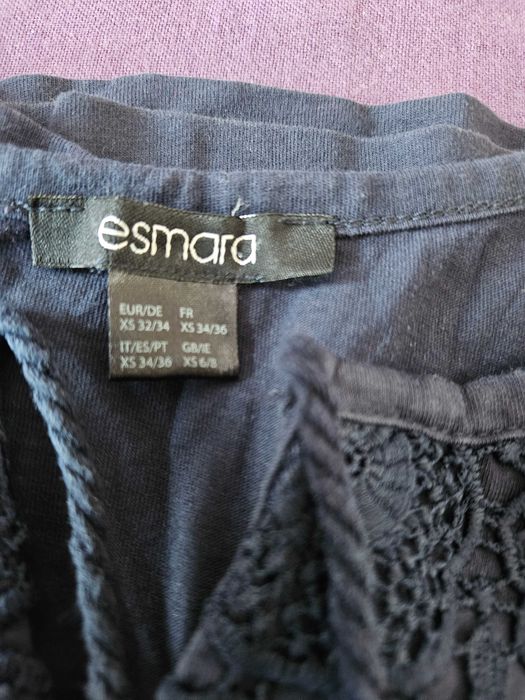 esmara
EUR/DE FR
XS 32/34 XS 34/36
IT/ES/PT GB/IE
XS 34/36 XS 6/8